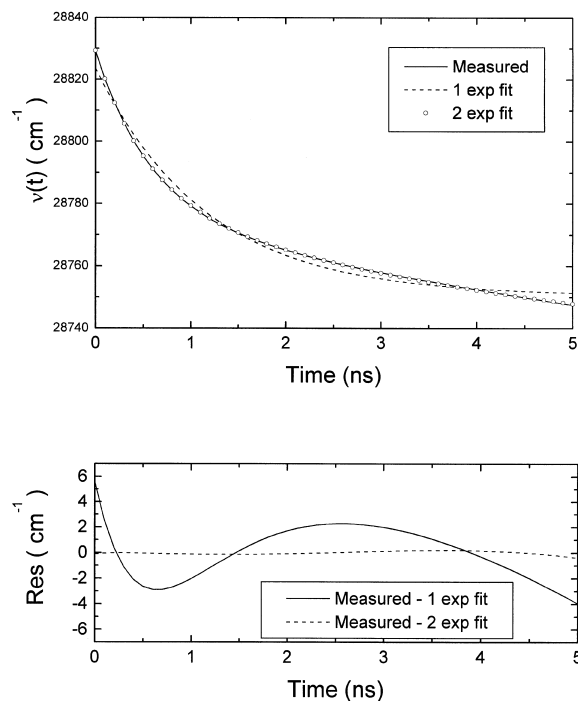 28840
28820
28800
28780
28760
28740
ν(t) ( cm⁻¹ )
Measured
1 exp fit
2 exp fit
0 1 2 3 4 5
Time (ns)
6
4
2
0
-2
-4
-6
Res ( cm⁻¹ )
Measured - 1 exp fit
Measured - 2 exp fit
0 1 2 3 4 5
Time (ns)